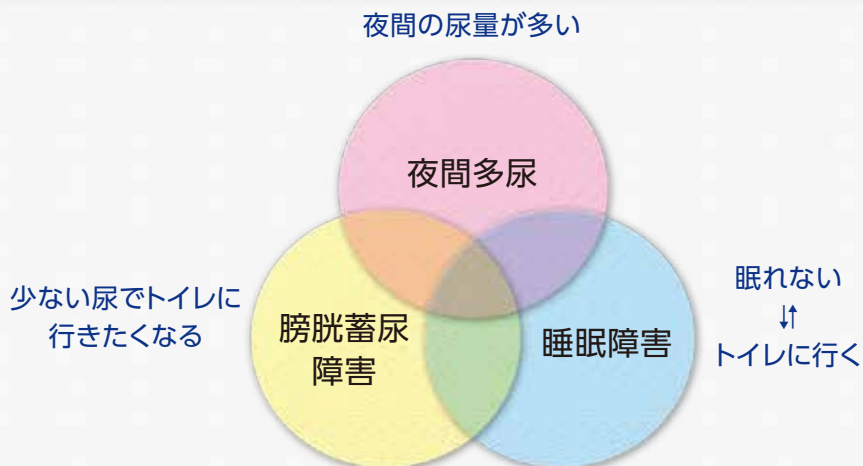 夜間の尿量が多い
夜間多尿
少ない尿でトイレに
行きたくなる
膀胱蓄尿
障害
睡眠障害
眠れない
↓↑
トイレに行く